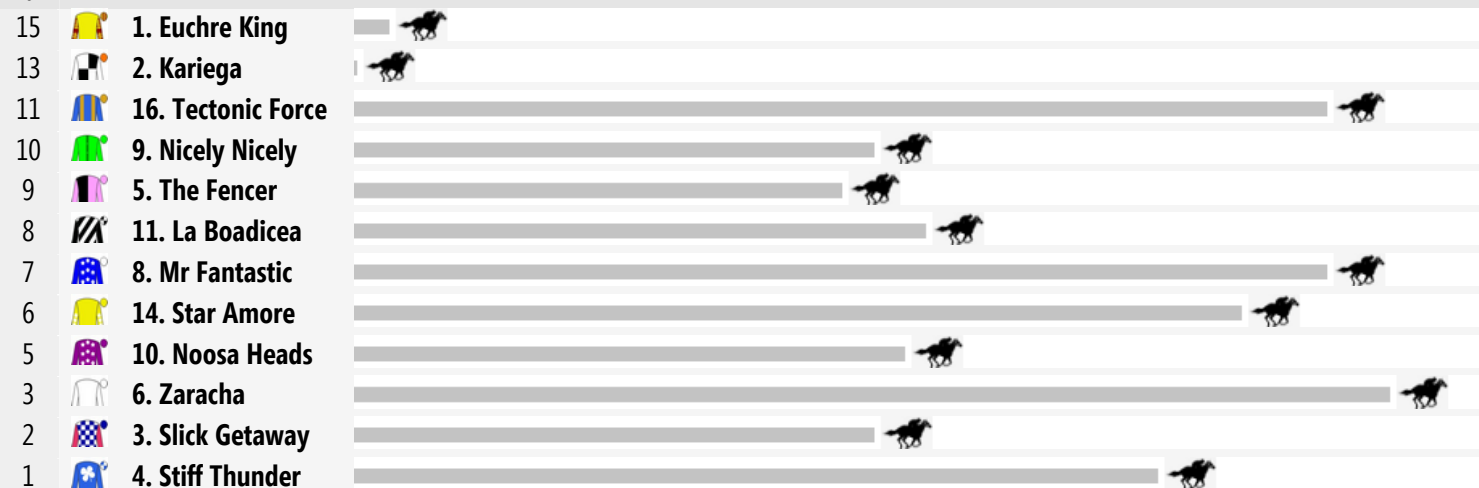 15 1. Euchre King
13 2. Kariega
11 16. Tectonic Force
10 9. Nicely Nicely
9 5. The Fencer
8 11. La Boadicea
7 8. Mr Fantastic
6 14. Star Amore
5 10. Noosa Heads
3 6. Zaracha
2 3. Slick Getaway
1 4. Stiff Thunder